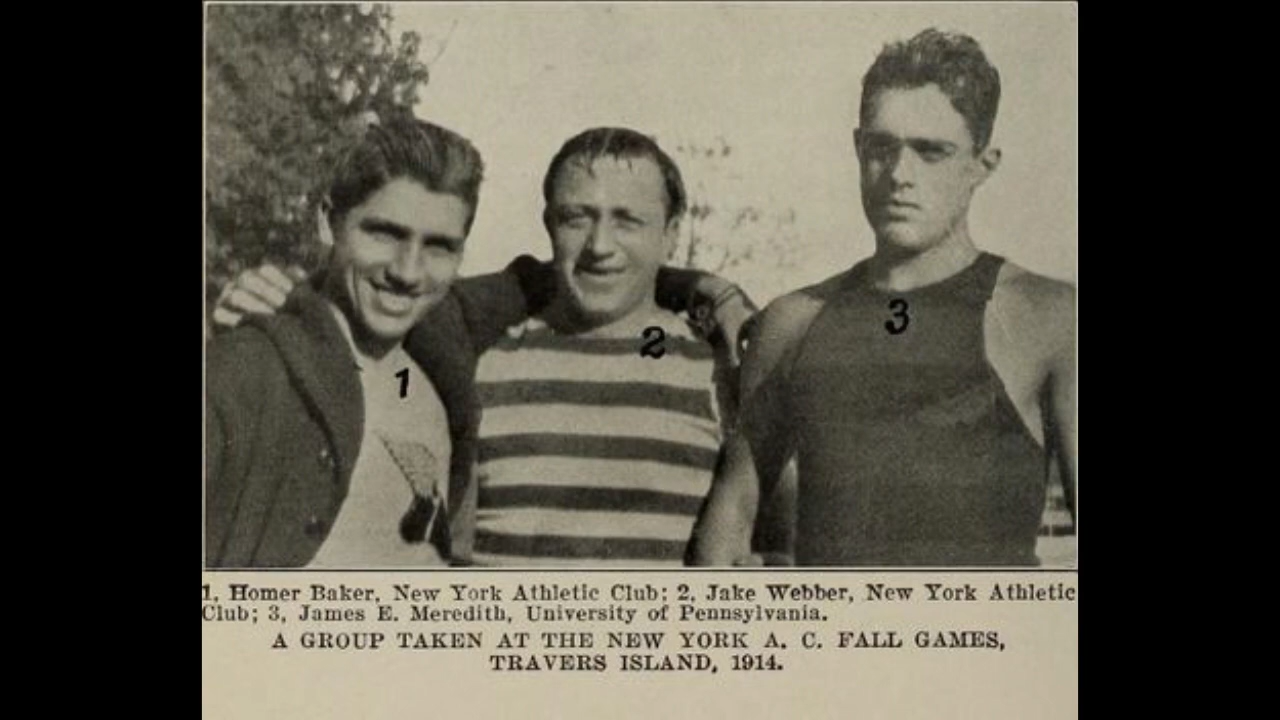 1
2
3
1, Homer Baker, New York Athletic Club; 2, Jake Webber, New York Athletic
Club; 3, James E. Meredith, University of Pennsylvania.
A GROUP TAKEN AT THE NEW YORK A. C. FALL GAMES,
TRAVERS ISLAND, 1914.